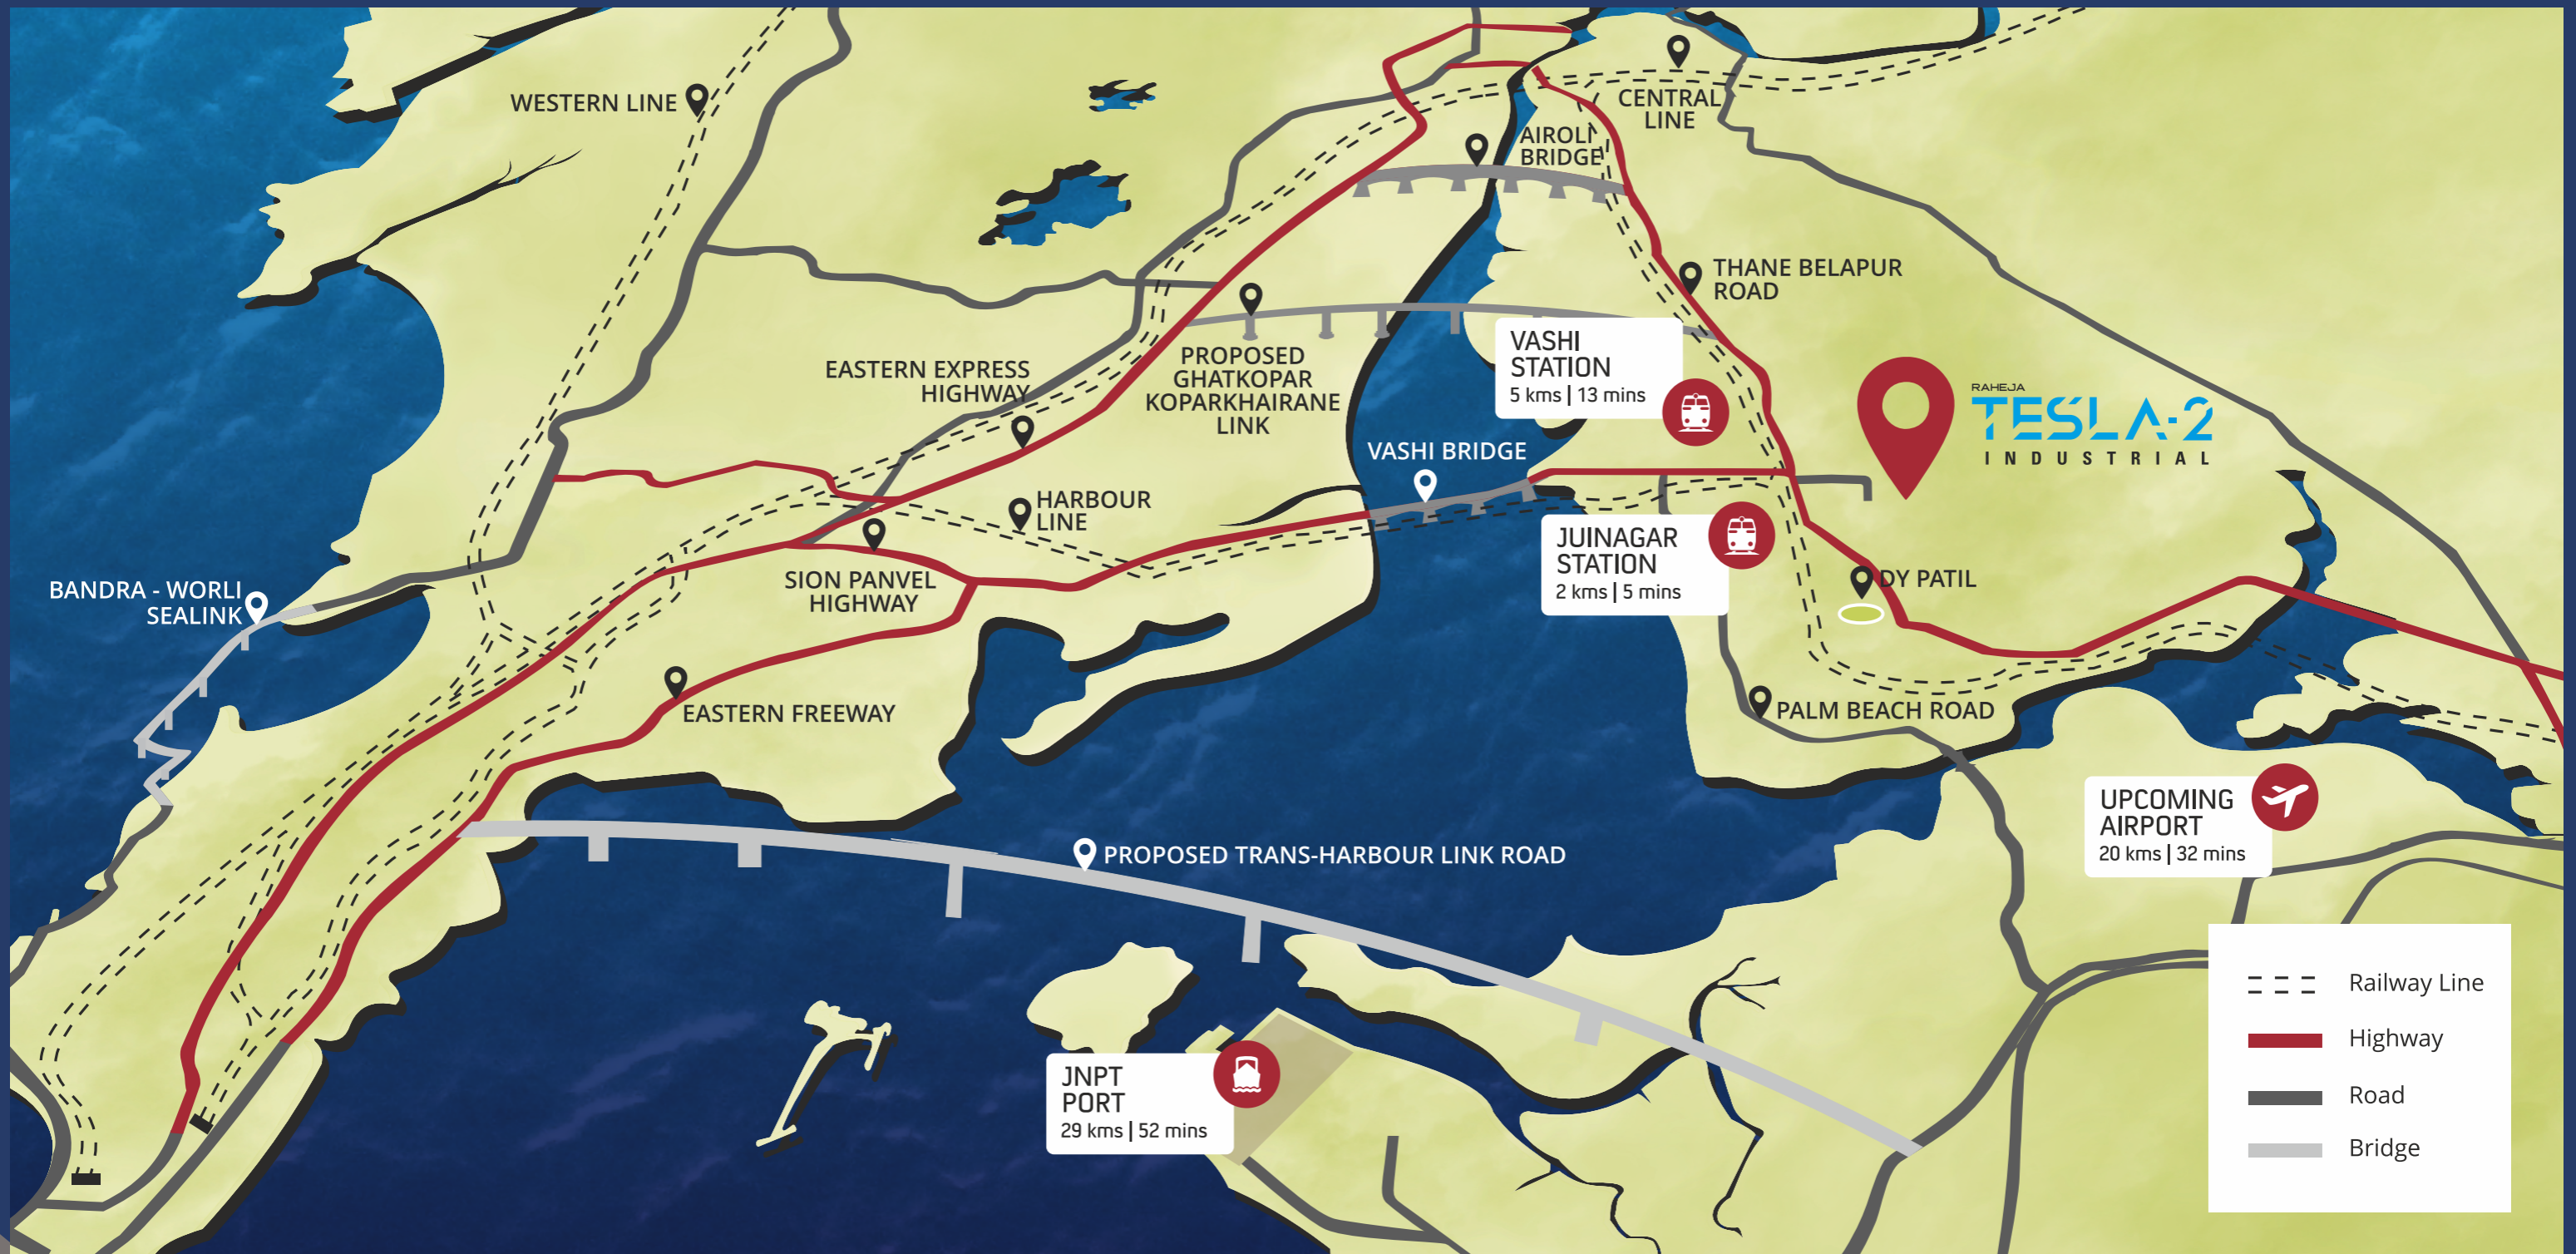 WESTERN LINE
CENTRAL
LINE
AIROLI
BRIDGE
THANE BELAPUR
ROAD
VASHI
STATION
5 kms | 13 mins
PROPOSED
GHATKOPAR
KOPARKHAIRANE
LINK
EASTERN EXPRESS
HIGHWAY
RAHEJA
TESLA-2
INDUSTRIAL
VASHI BRIDGE
HARBOUR
LINE
JUINAGAR
STATION
2 kms | 5 mins
SION PANVEL
HIGHWAY
DY PATIL
BANDRA - WORLI
SEALINK
EASTERN FREEWAY
PALM BEACH ROAD
UPCOMING
AIRPORT
20 kms | 32 mins
PROPOSED TRANS-HARBOUR LINK ROAD
JNPT
PORT
29 kms | 52 mins
Railway Line
Highway
Road
Bridge